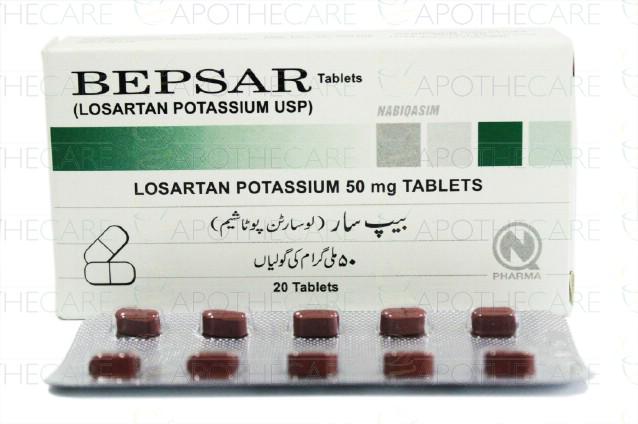 BEPSAR Tablets
(LOSARTAN POTASSIUM USP)
NABIQASIM
LOSARTAN POTASSIUM 50 mg TABLETS
بیپ سار (لوسارٹن پوٹاشیم)
۵۰ ملی گرام کی گولیاں
20 Tablets
N
PHARMA
APOTHECARE